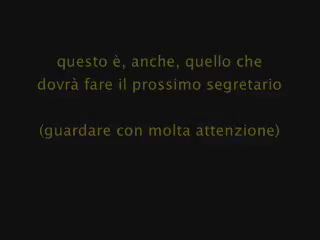 questo è, anche, quello che
dovrà fare il prossimo segretario
(guardare con molta attenzione)